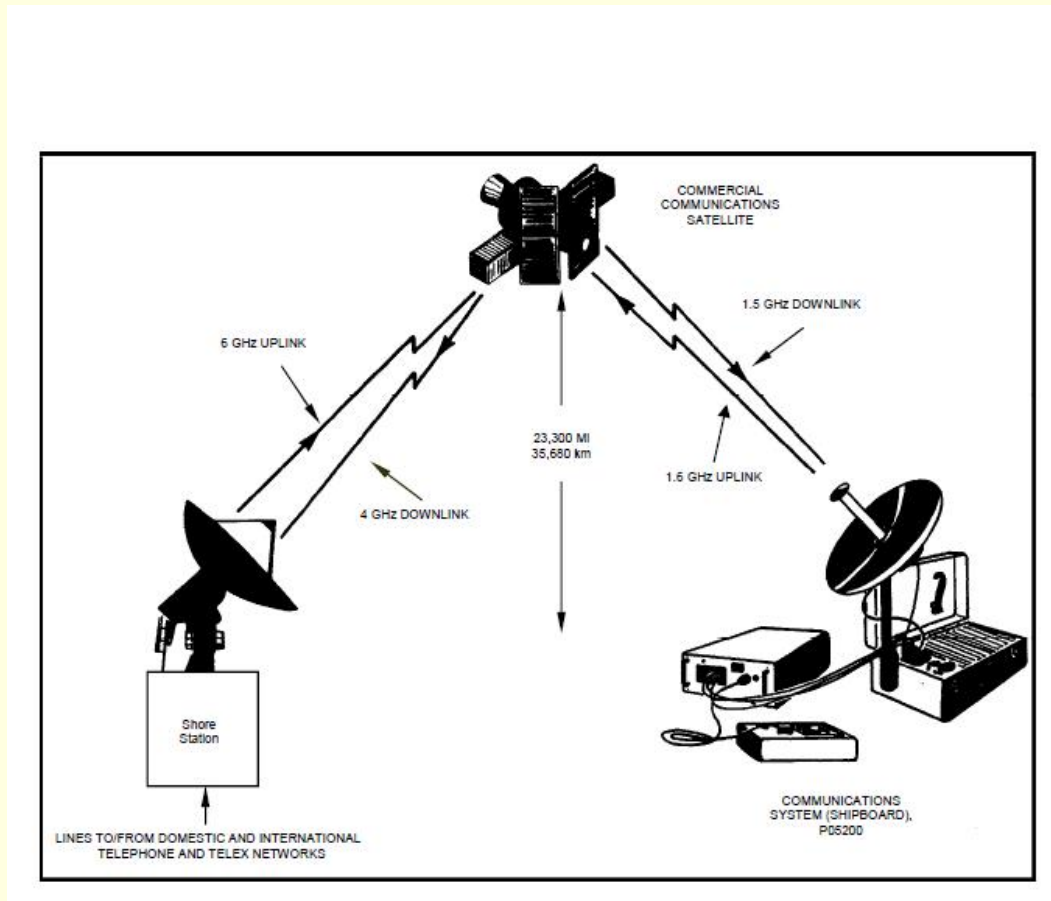 COMMERCIAL
COMMUNICATIONS
SATELLITE
1.5 GHz DOWNLINK
6 GHz UPLINK
23,300 MI
35,680 km
1.6 GHz UPLINK
4 GHz DOWNLINK
Shore
Station
COMMUNICATIONS
SYSTEM (SHIPBOARD),
P05200
LINES TO/FROM DOMESTIC AND INTERNATIONAL
TELEPHONE AND TELEX NETWORKS